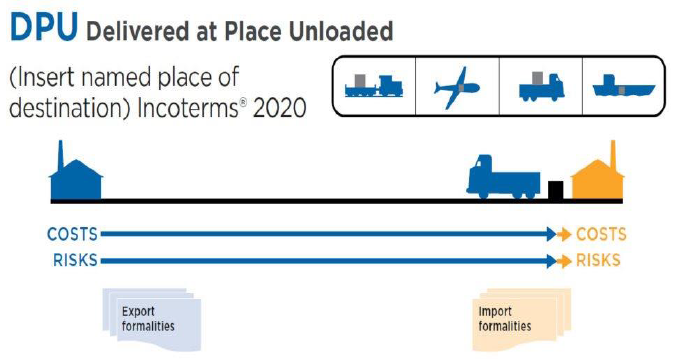 DPU Delivered at Place Unloaded
(Insert named place of
destination) Incoterms® 2020
COSTS COSTS
RISKS RISKS
Export
formalities
Import
formalities